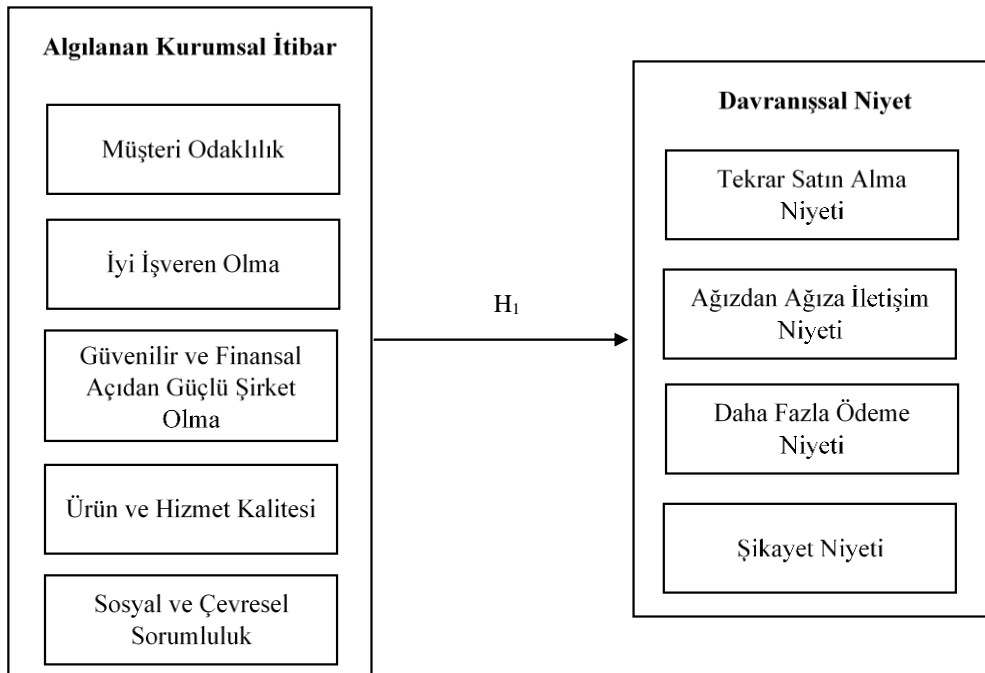 Algılanan Kurumsal İtibar
Müşteri Odaklılık
İyi İşveren Olma
Güvenilir ve Finansal
Açıdan Güçlü Şirket
Olma
Ürün ve Hizmet Kalitesi
Sosyal ve Çevresel
Sorumluluk
H₁
Davranışsal Niyet
Tekrar Satın Alma
Niyeti
Ağızdan Ağıza İletişim
Niyeti
Daha Fazla Ödeme
Niyeti
Şikayet Niyeti